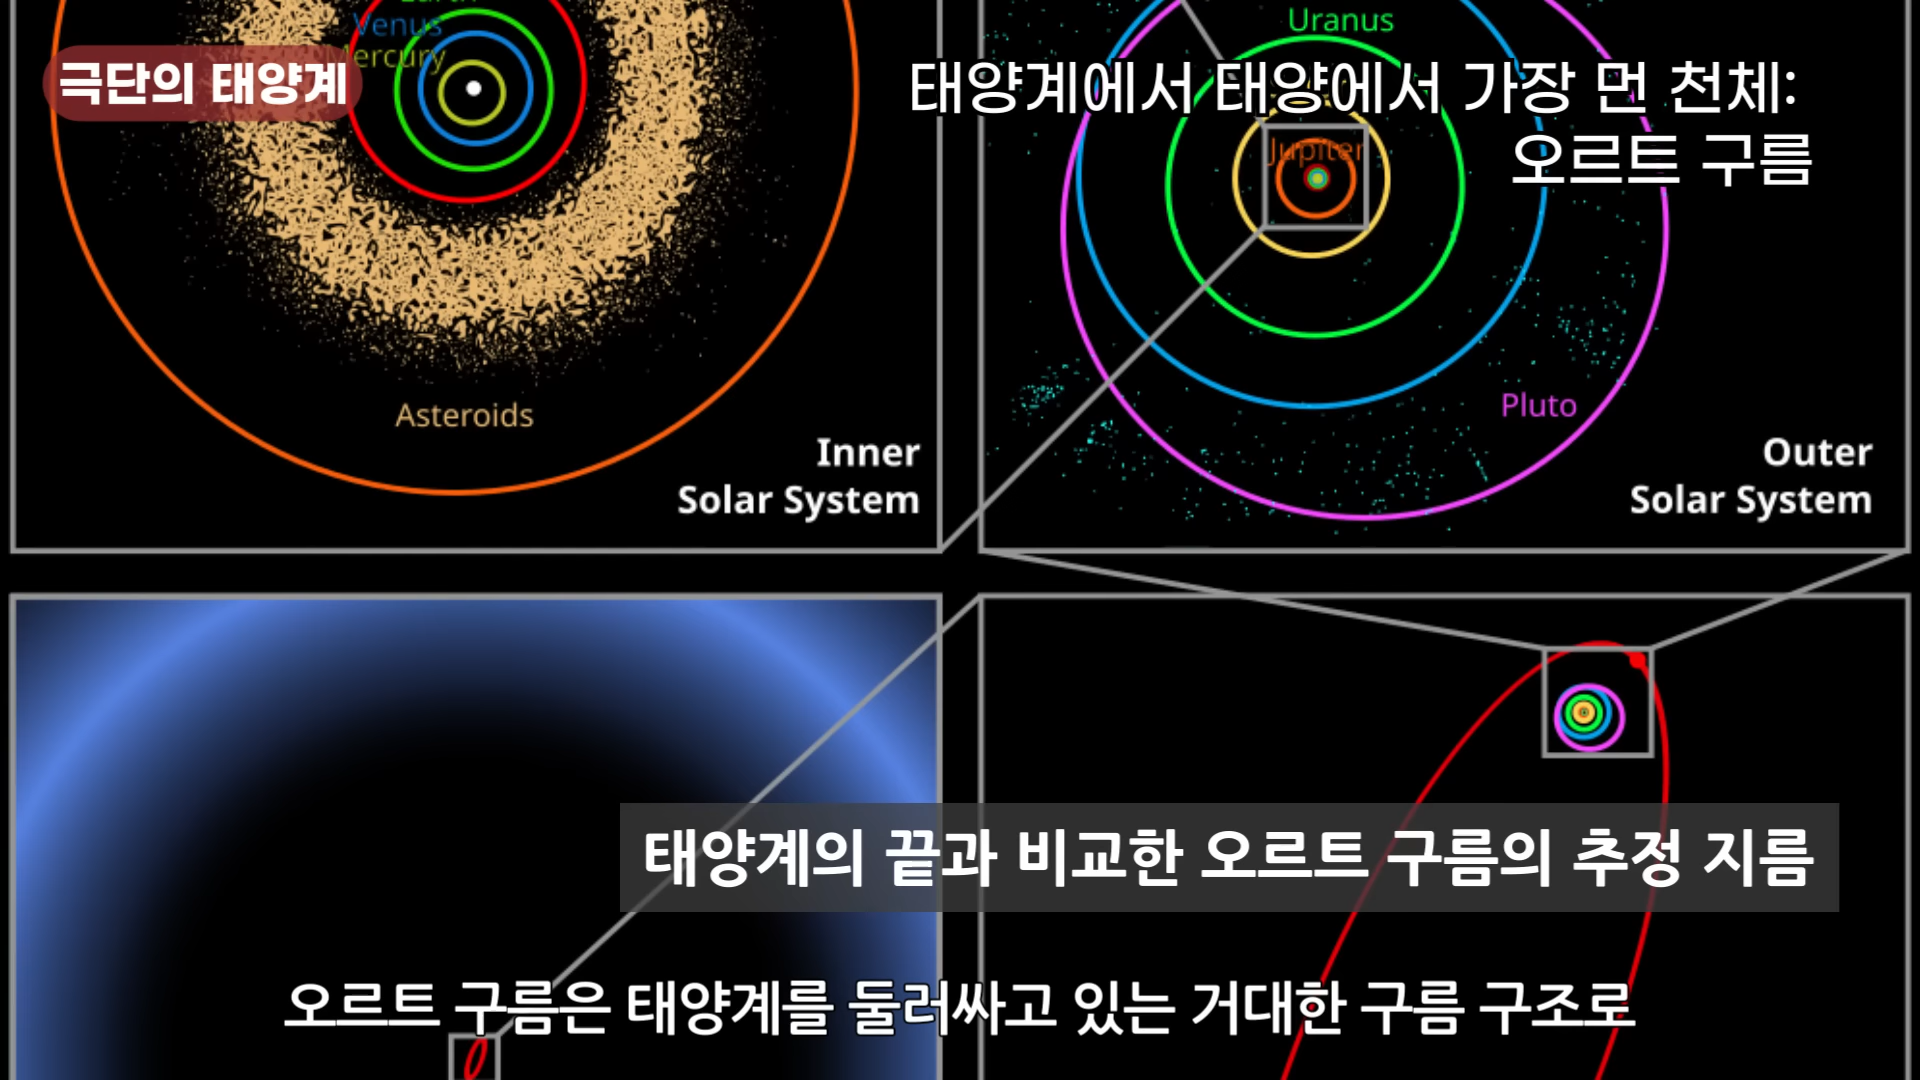 Venus
Mercury
극단의 태양계
Uranus
태양계에서 태양에서 가장 먼 천체:
오르트 구름
Jupiter
Asteroids
Inner
Solar System
Pluto
Outer
Solar System
태양계의 끝과 비교한 오르트 구름의 추정 지름
오르트 구름은 태양계를 둘러싸고 있는 거대한 구름 구조로